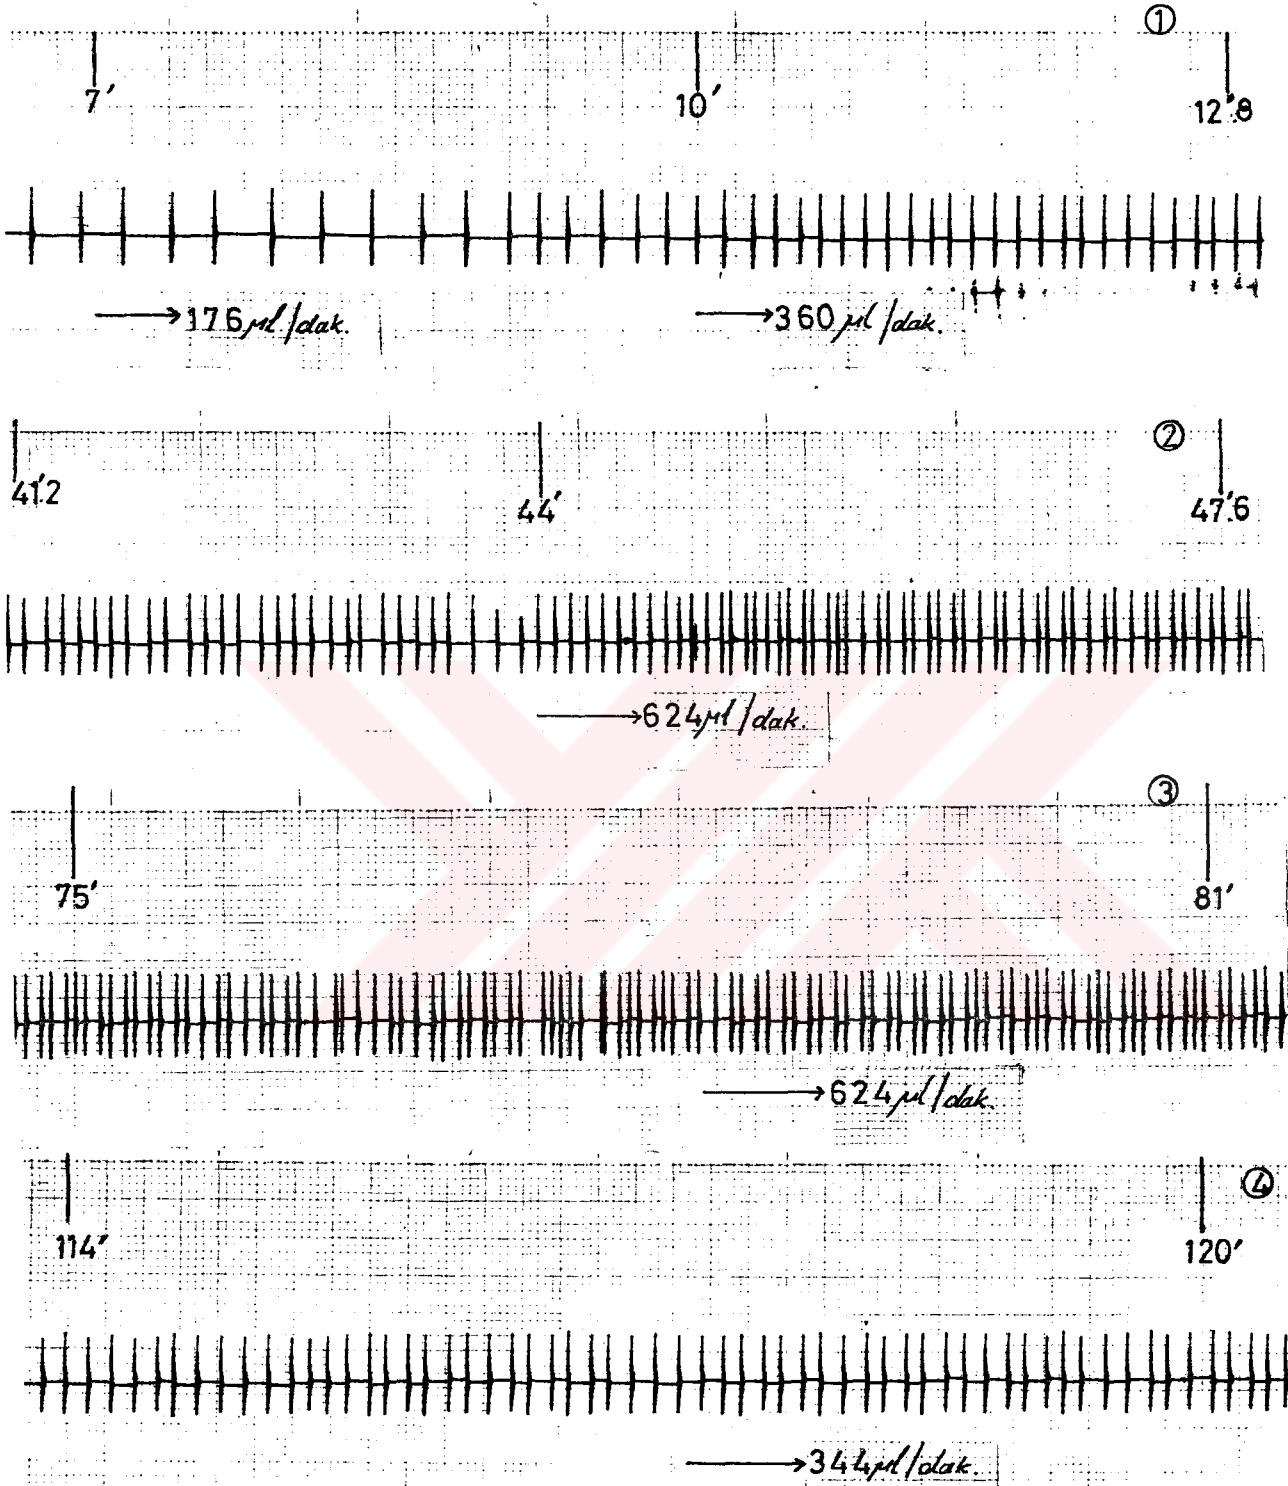 ①
7′ 10′ 12′.8
→176 µl/dak. →360 µl/dak.
②
41′.2 44′ 47′.6
→624 µl/dak.
③
75′ 81′
→624 µl/dak.
④
114′ 120′
→344 µl/dak.